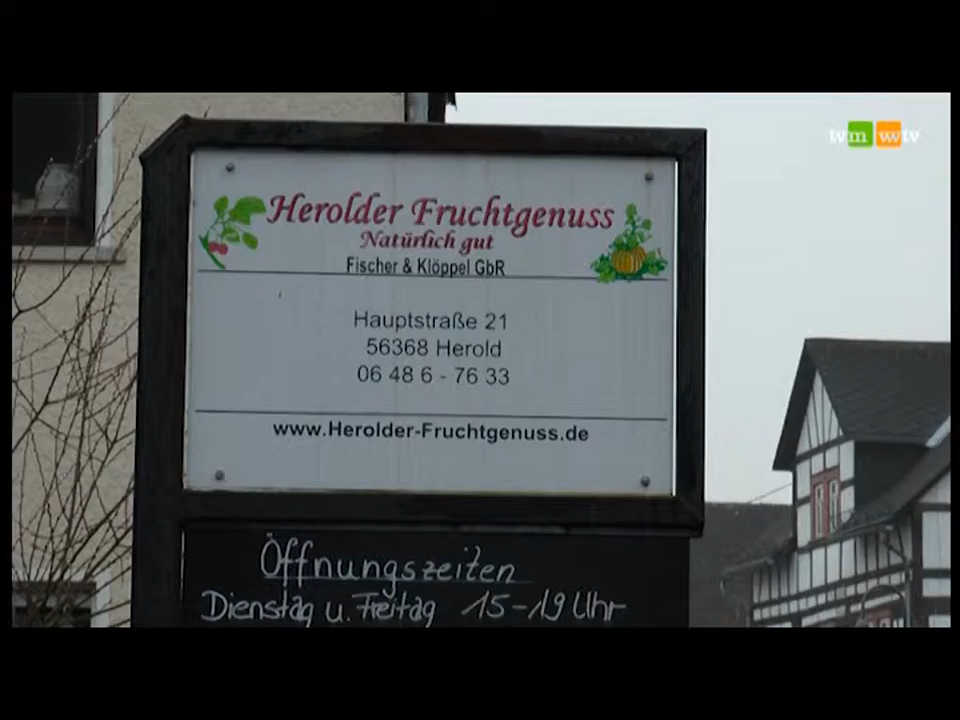 tvm wwtv
Herolder Fruchtgenuss
Natürlich gut
Fischer & Klöppel GbR
Hauptstraße 21
56368 Herold
06 48 6 - 76 33
www.Herolder-Fruchtgenuss.de
Öffnungszeiten
Dienstag u. Freitag 15-19 Uhr